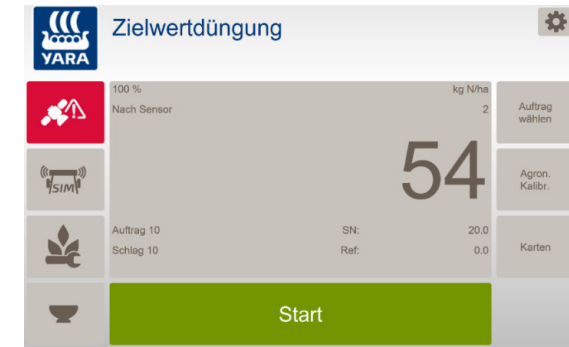 YARA
Zielwertdüngung
100 % kg N/ha
Nach Sensor 2
54
Auftrag wählen
SIM
Agron. Kalibr.
Auftrag 10 SN: 20.0
Schlag 10 Ref: 0.0
Karten
Start